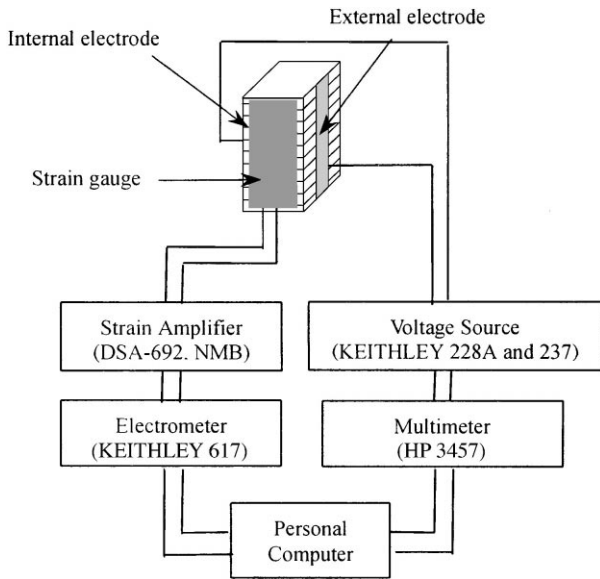 External electrode
Internal electrode
Strain gauge
Strain Amplifier
(DSA-692. NMB)
Voltage Source
(KEITHLEY 228A and 237)
Electrometer
(KEITHLEY 617)
Multimeter
(HP 3457)
Personal
Computer